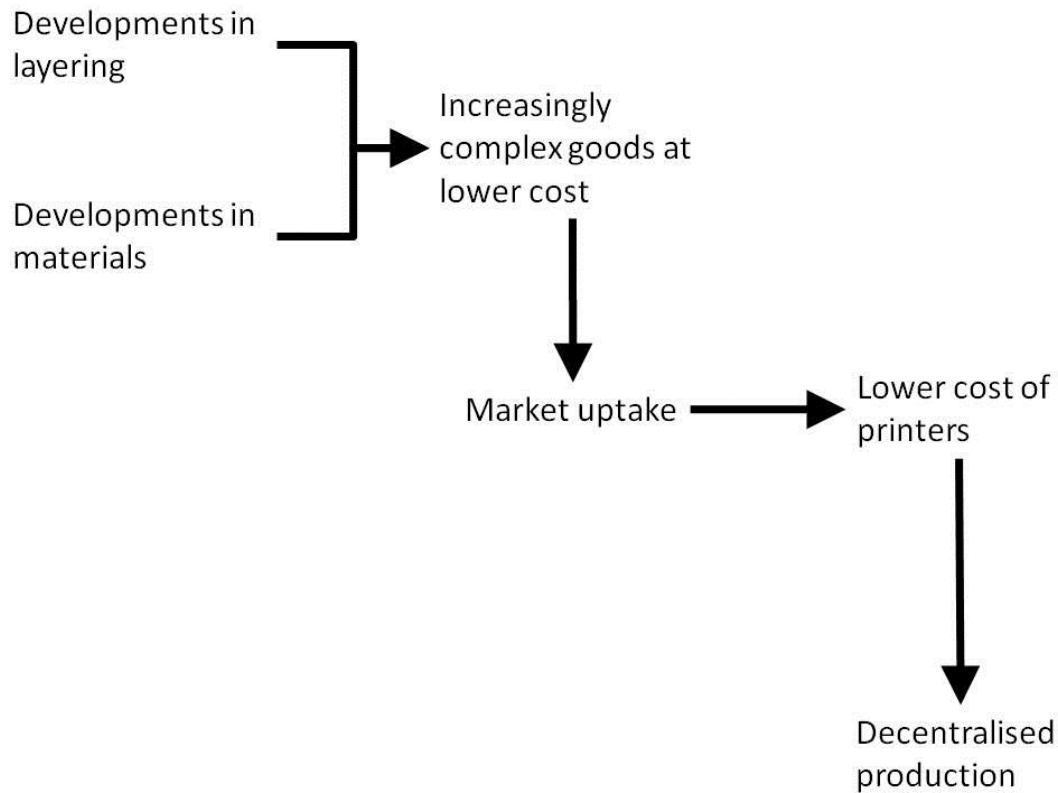 Developments in
layering
Increasingly
complex goods at
lower cost
Developments in
materials
Market uptake
Lower cost of
printers
Decentralised
production